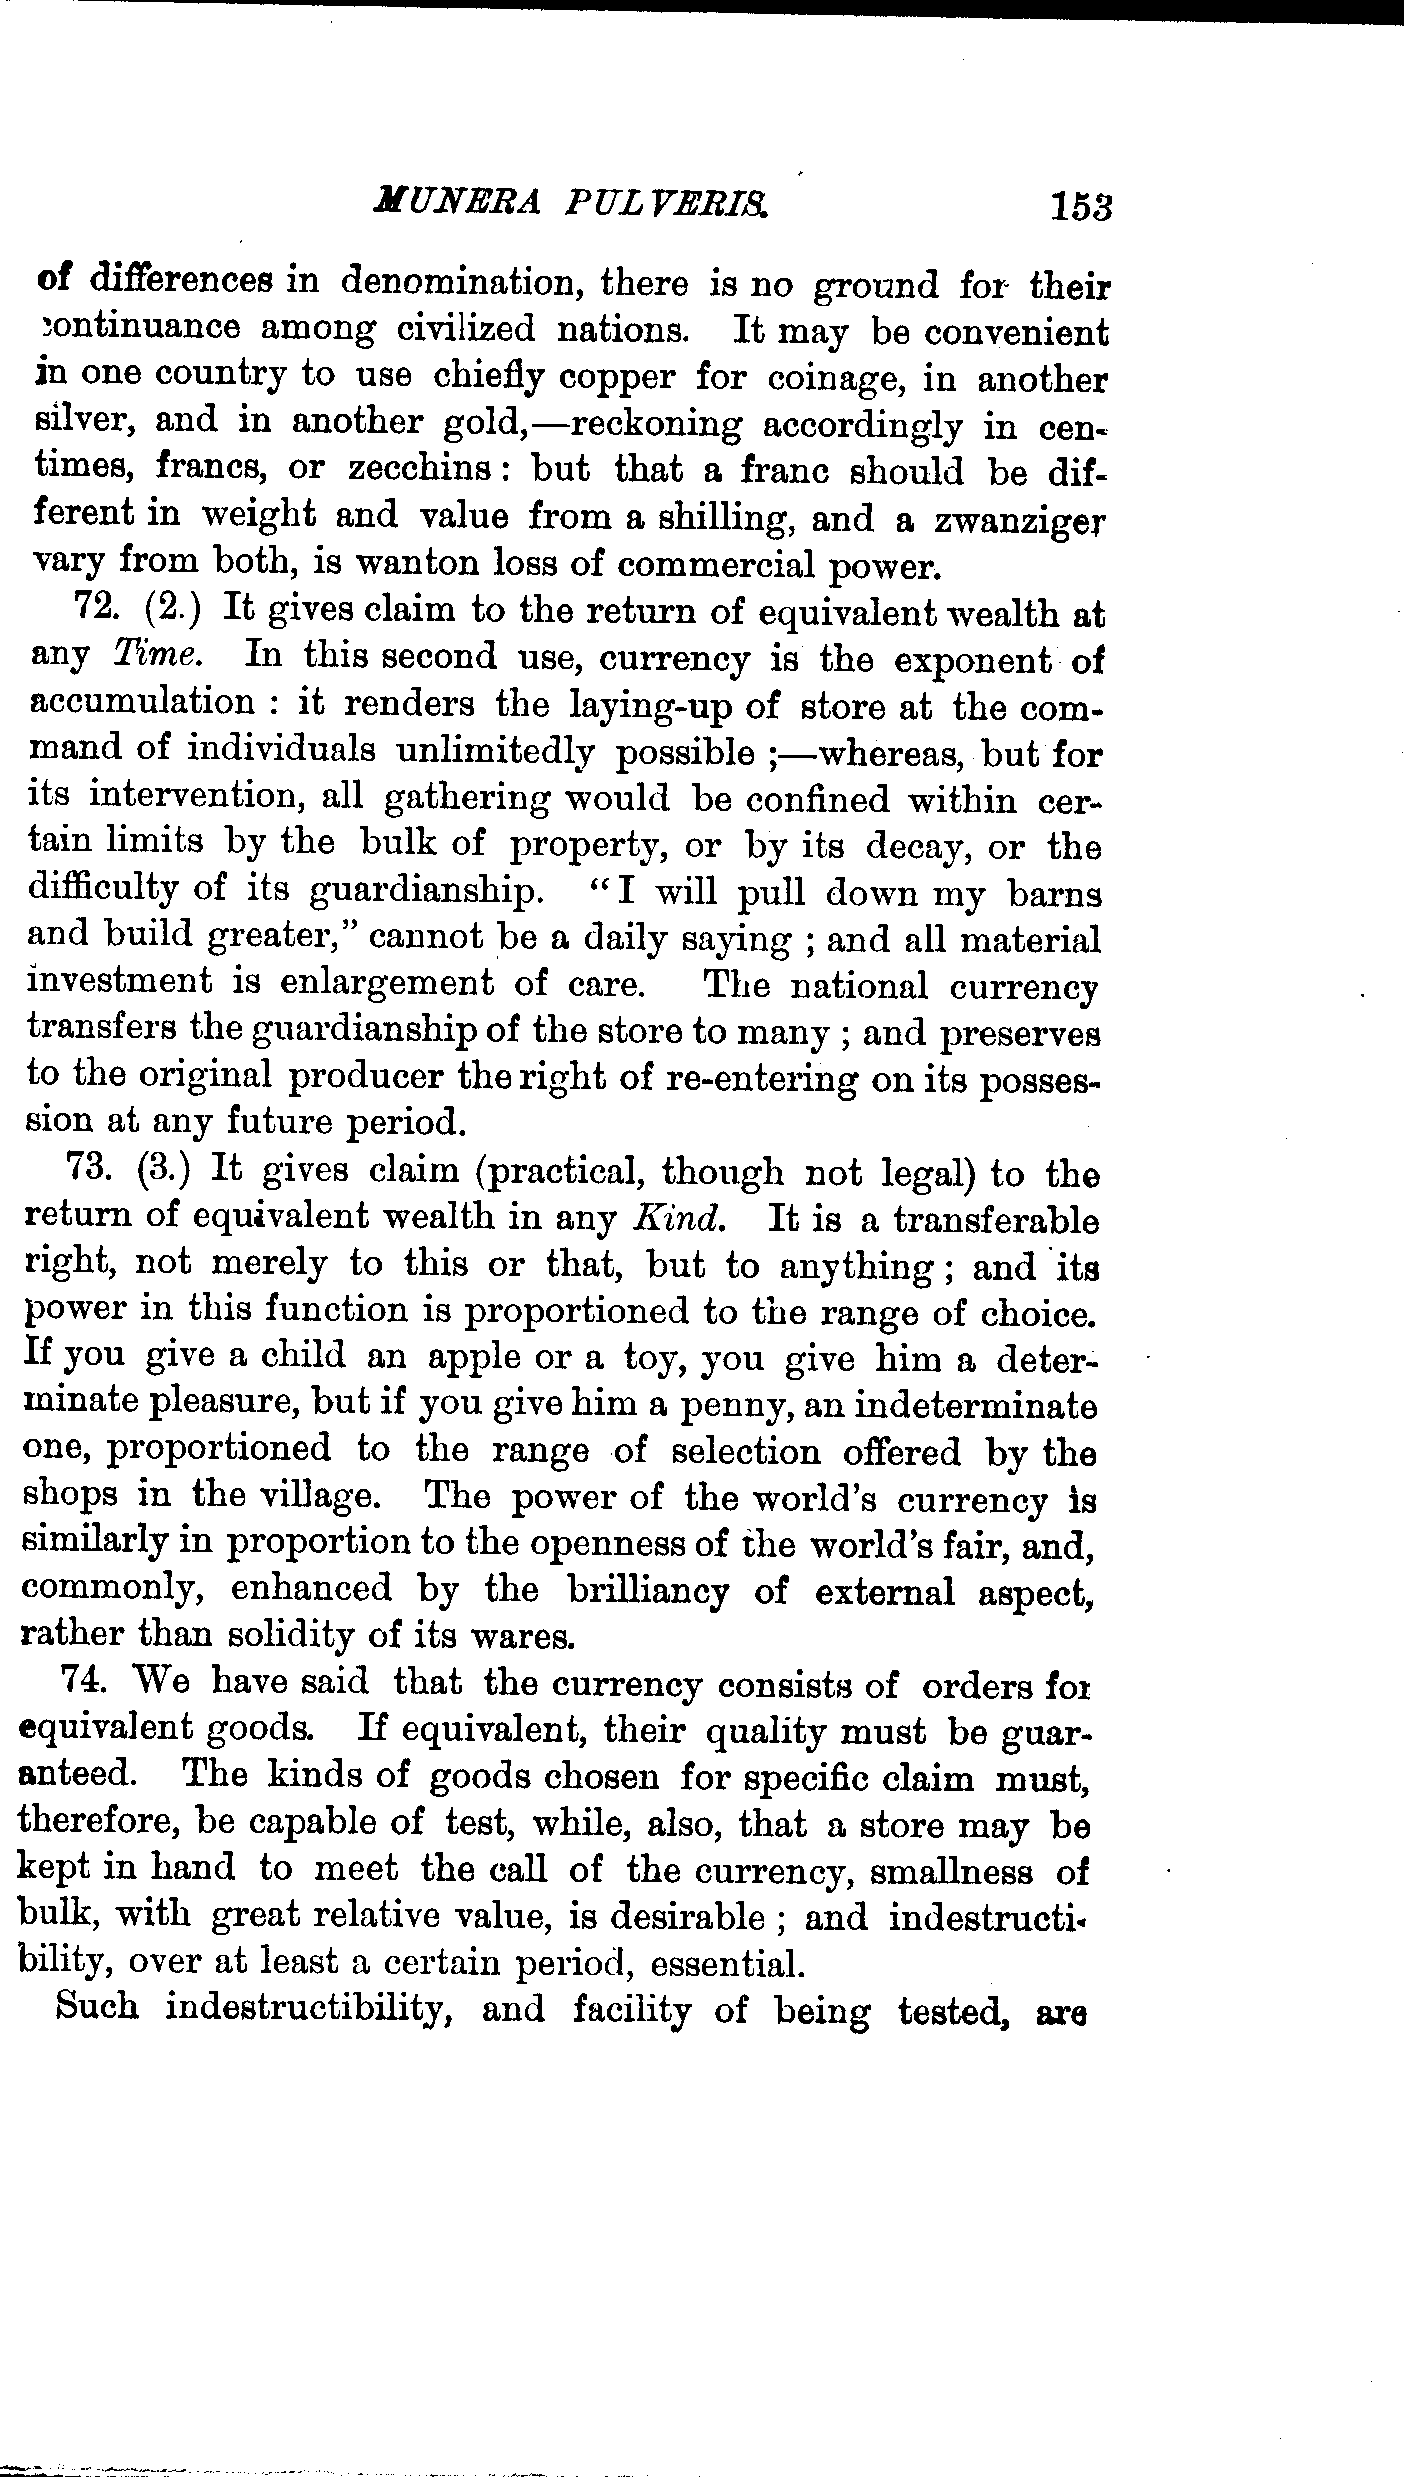 MUNERA PULVERIS. 153
of differences in denomination, there is no ground for their
continuance among civilized nations. It may be convenient
in one country to use chiefly copper for coinage, in another
silver, and in another gold,—reckoning accordingly in cen-
times, francs, or zecchins : but that a franc should be dif-
ferent in weight and value from a shilling, and a zwanziger
vary from both, is wanton loss of commercial power.
72. (2.) It gives claim to the return of equivalent wealth at
any Time. In this second use, currency is the exponent of
accumulation : it renders the laying-up of store at the com-
mand of individuals unlimitedly possible ;—whereas, but for
its intervention, all gathering would be confined within cer-
tain limits by the bulk of property, or by its decay, or the
difficulty of its guardianship. “I will pull down my barns
and build greater,” cannot be a daily saying ; and all material
investment is enlargement of care. The national currency
transfers the guardianship of the store to many ; and preserves
to the original producer the right of re-entering on its posses-
sion at any future period.
73. (3.) It gives claim (practical, though not legal) to the
return of equivalent wealth in any Kind. It is a transferable
right, not merely to this or that, but to anything ; and its
power in this function is proportioned to the range of choice.
If you give a child an apple or a toy, you give him a deter-
minate pleasure, but if you give him a penny, an indeterminate
one, proportioned to the range of selection offered by the
shops in the village. The power of the world's currency is
similarly in proportion to the openness of the world's fair, and,
commonly, enhanced by the brilliancy of external aspect,
rather than solidity of its wares.
74. We have said that the currency consists of orders for
equivalent goods. If equivalent, their quality must be guar-
anteed. The kinds of goods chosen for specific claim must,
therefore, be capable of test, while, also, that a store may be
kept in hand to meet the call of the currency, smallness of
bulk, with great relative value, is desirable ; and indestructi-
bility, over at least a certain period, essential.
Such indestructibility, and facility of being tested, are